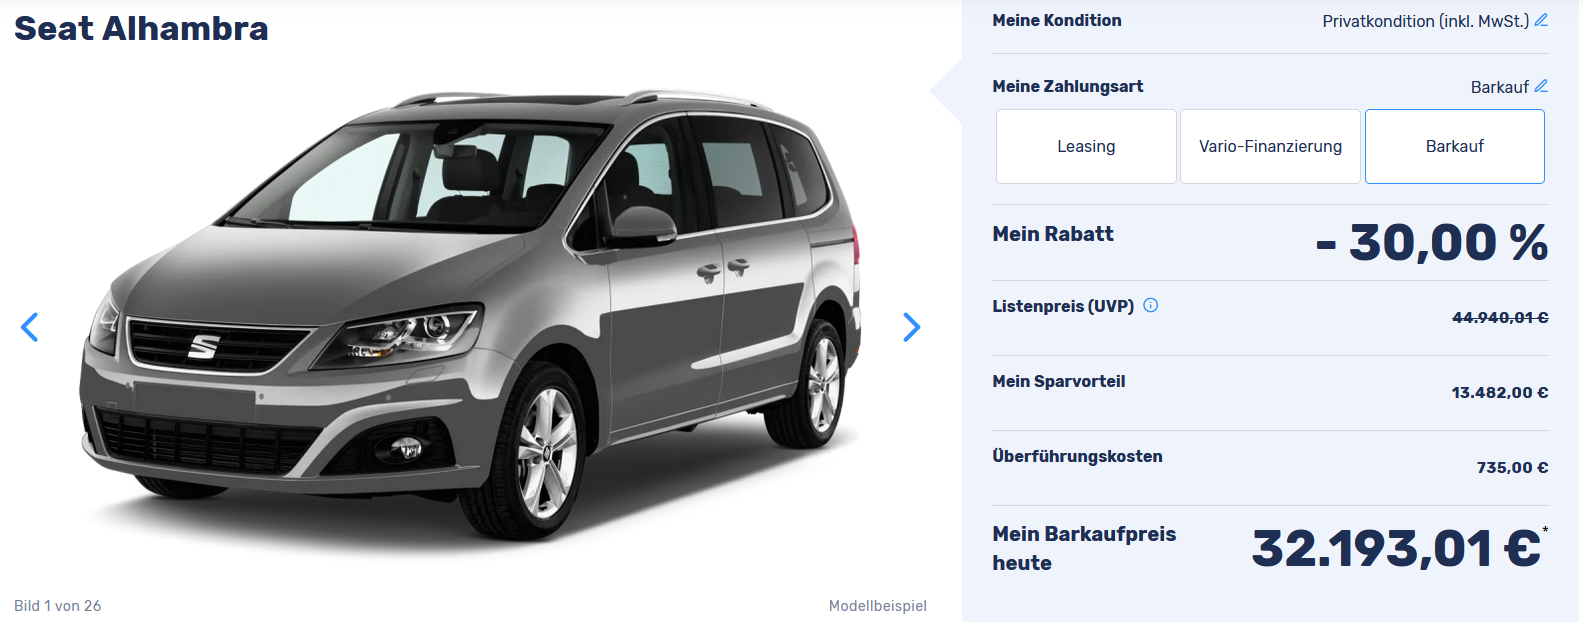 Seat Alhambra
Bild 1 von 26
Modellbeispiel
Meine Kondition
Privatkondition (inkl. MwSt.)
Meine Zahlungsart
Barkauf
Leasing
Vario-Finanzierung
Barkauf
Mein Rabatt
- 30,00 %
Listenpreis (UVP)
44.940,01 €
Mein Sparvorteil
13.482,00 €
Überführungskosten
735,00 €
Mein Barkaufpreis
heute
32.193,01 €*